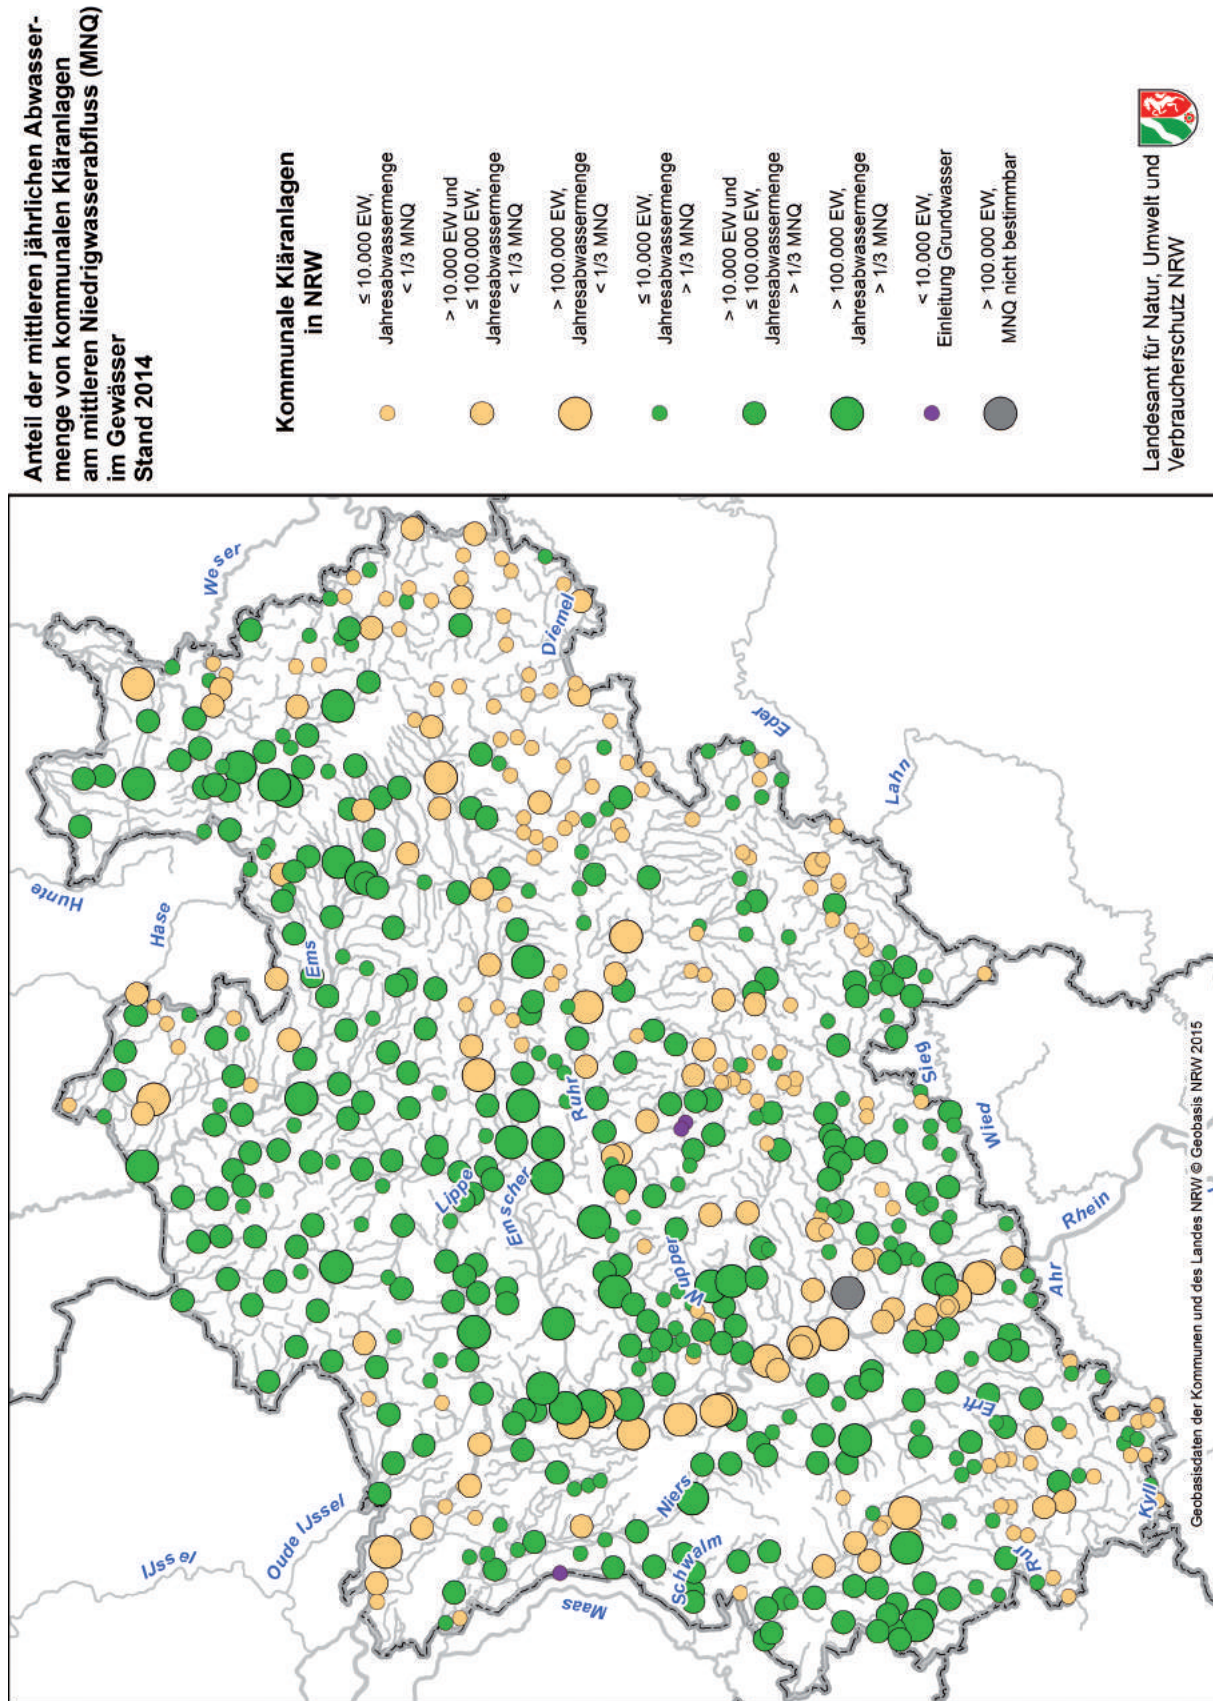 Anteil der mittleren jährlichen Abwasser-
menge von kommunalen Kläranlagen
am mittleren Niedrigwasserabfluss (MNQ)
im Gewässer
Stand 2014
Kommunale Kläranlagen
in NRW
≤ 10.000 EW,
Jahresabwassermenge
< 1/3 MNQ
> 10.000 EW und
≤ 100.000 EW,
Jahresabwassermenge
< 1/3 MNQ
> 100.000 EW,
Jahresabwassermenge
< 1/3 MNQ
≤ 10.000 EW,
Jahresabwassermenge
> 1/3 MNQ
> 10.000 EW und
≤ 100.000 EW,
Jahresabwassermenge
> 1/3 MNQ
> 100.000 EW,
Jahresabwassermenge
> 1/3 MNQ
< 10.000 EW,
Einleitung Grundwasser
> 100.000 EW,
MNQ nicht bestimmbar
Landesamt für Natur, Umwelt und
Verbraucherschutz NRW
Weser
Hunte
Hase
Ems
Diemel
Eder
Lahn
IJssel
Oude IJssel
Lippe
Emscher
Ruhr
Wupper
Niers
Schwalm
Maas
Sieg
Wied
Rhein
Ahr
Erft
Rur
Kyll
Geobasisdaten der Kommunen und des Landes NRW © Geobasis NRW 2015